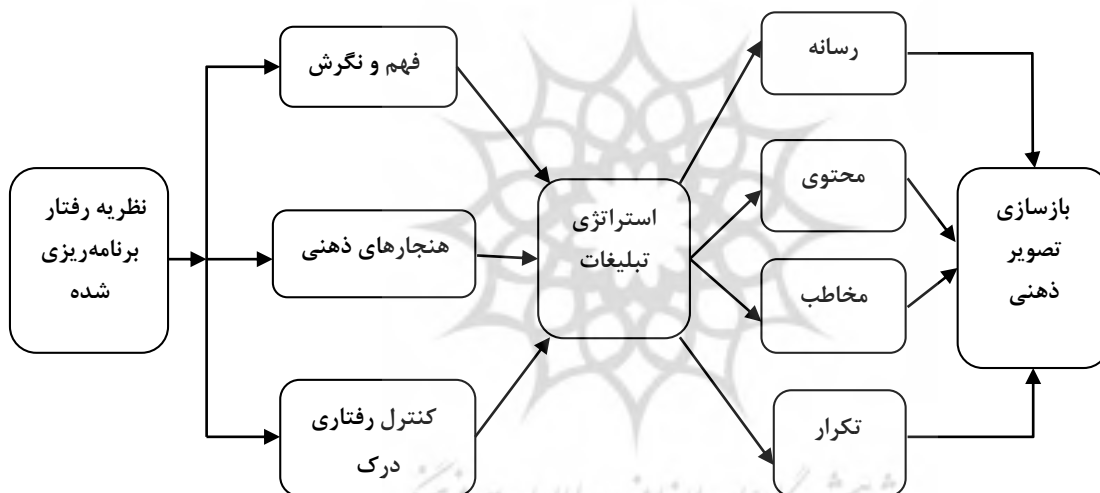 نظریه رفتار
برنامه‌ریزی
شده
فهم و نگرش
هنجارهای ذهنی
کنترل رفتاری
درک
استراتژی
تبلیغات
رسانه
محتوی
مخاطب
تکرار
بازسازی
تصویر
ذهنی